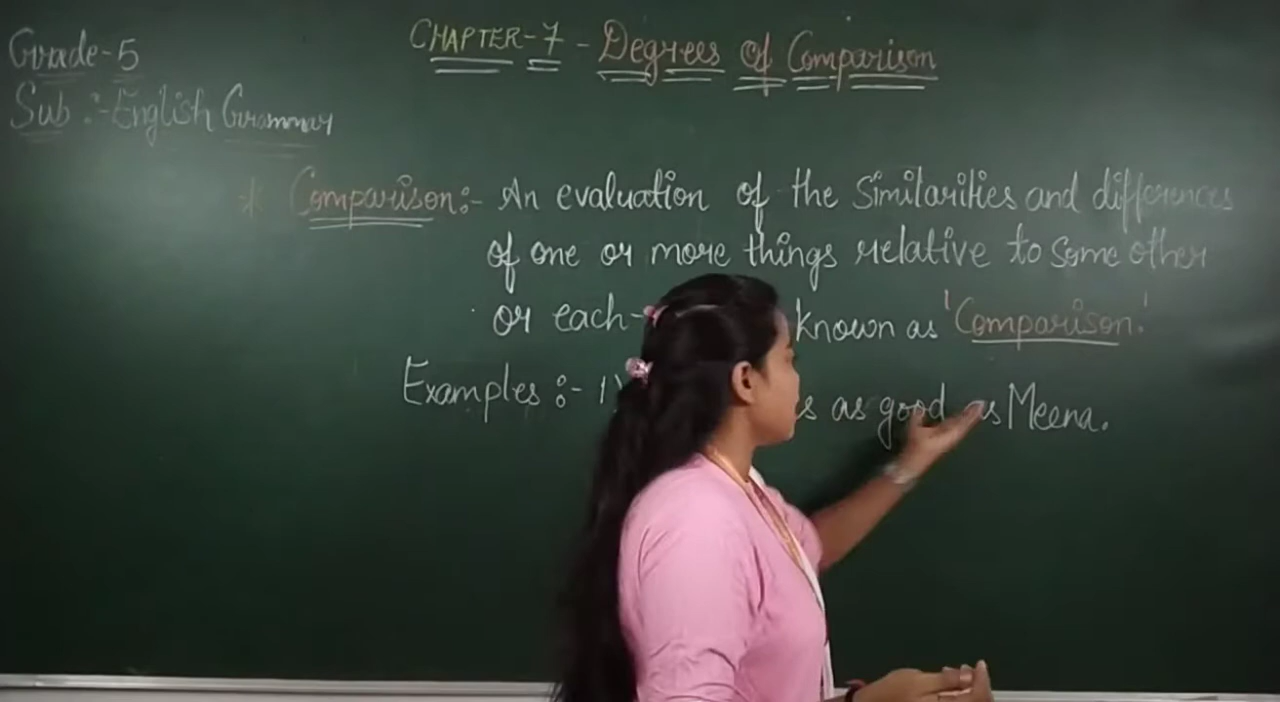 Grade-5
CHAPTER-7 - Degrees Of Comparison
Sub :- English Grammar
* Comparison:- An evaluation of the Similarities and differences
of one or more things relative to some other
or each- known as 'Comparison.'
Examples :- 1) as good as Meena.